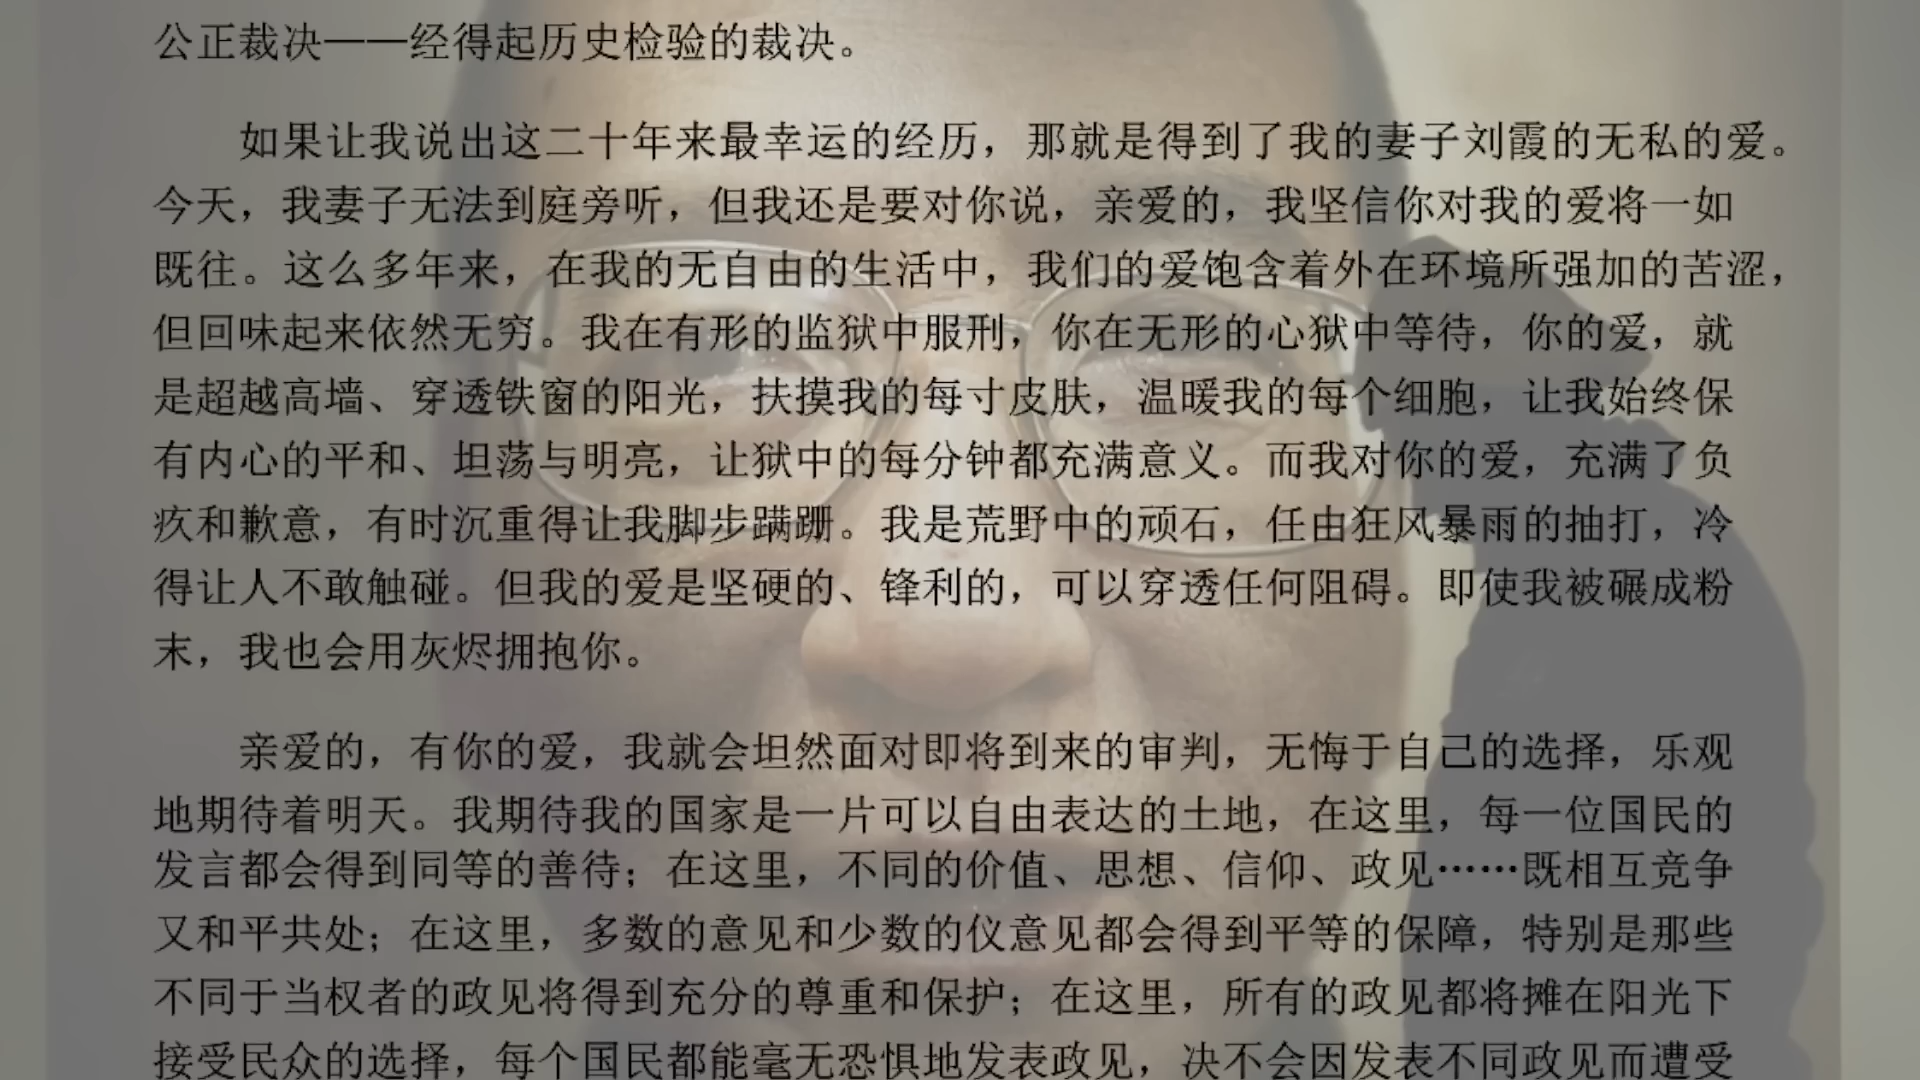 公正裁决——经得起历史检验的裁决。
如果让我说出这二十年来最幸运的经历，那就是得到了我的妻子刘霞的无私的爱。
今天，我妻子无法到庭旁听，但我还是要对你说，亲爱的，我坚信你对我的爱将一如
既往。这么多年来，在我的无自由的生活中，我们的爱饱含着外在环境所强加的苦涩，
但回味起来依然无穷。我在有形的监狱中服刑，你在无形的心狱中等待，你的爱，就
是超越高墙、穿透铁窗的阳光，扶摸我的每寸皮肤，温暖我的每个细胞，让我始终保
有内心的平和、坦荡与明亮，让狱中的每分钟都充满意义。而我对你的爱，充满了负
疚和歉意，有时沉重得让我脚步蹒跚。我是荒野中的顽石，任由狂风暴雨的抽打，冷
得让人不敢触碰。但我的爱是坚硬的、锋利的，可以穿透任何阻碍。即使我被碾成粉
末，我也会用灰烬拥抱你。
亲爱的，有你的爱，我就会坦然面对即将到来的审判，无悔于自己的选择，乐观
地期待着明天。我期待我的国家是一片可以自由表达的土地，在这里，每一位国民的
发言都会得到同等的善待；在这里，不同的价值、思想、信仰、政见……既相互竞争
又和平共处；在这里，多数的意见和少数的仪意见都会得到平等的保障，特别是那些
不同于当权者的政见将得到充分的尊重和保护；在这里，所有的政见都将摊在阳光下
接受民众的选择，每个国民都能毫无恐惧地发表政见，决不会因发表不同政见而遭受